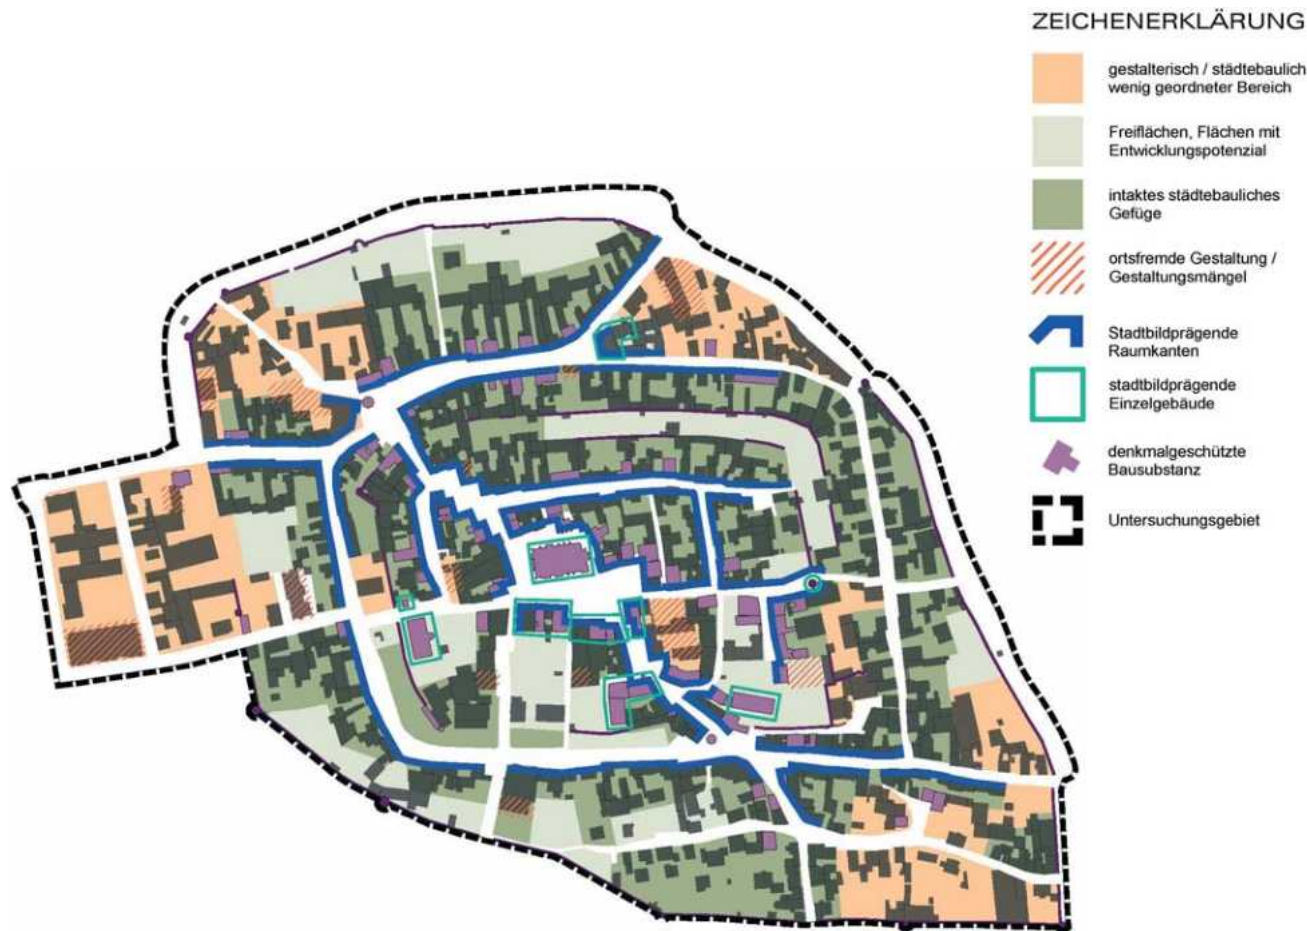 ZEICHENERKLÄRUNG
gestalterisch / städtebaulich
wenig geordneter Bereich
Freiflächen, Flächen mit
Entwicklungspotenzial
intaktes städtebauliches
Gefüge
ortsfremde Gestaltung /
Gestaltungsmängel
Stadtbildprägende
Raumkanten
stadtbildprägende
Einzelgebäude
denkmalgeschützte
Bausubstanz
Untersuchungsgebiet